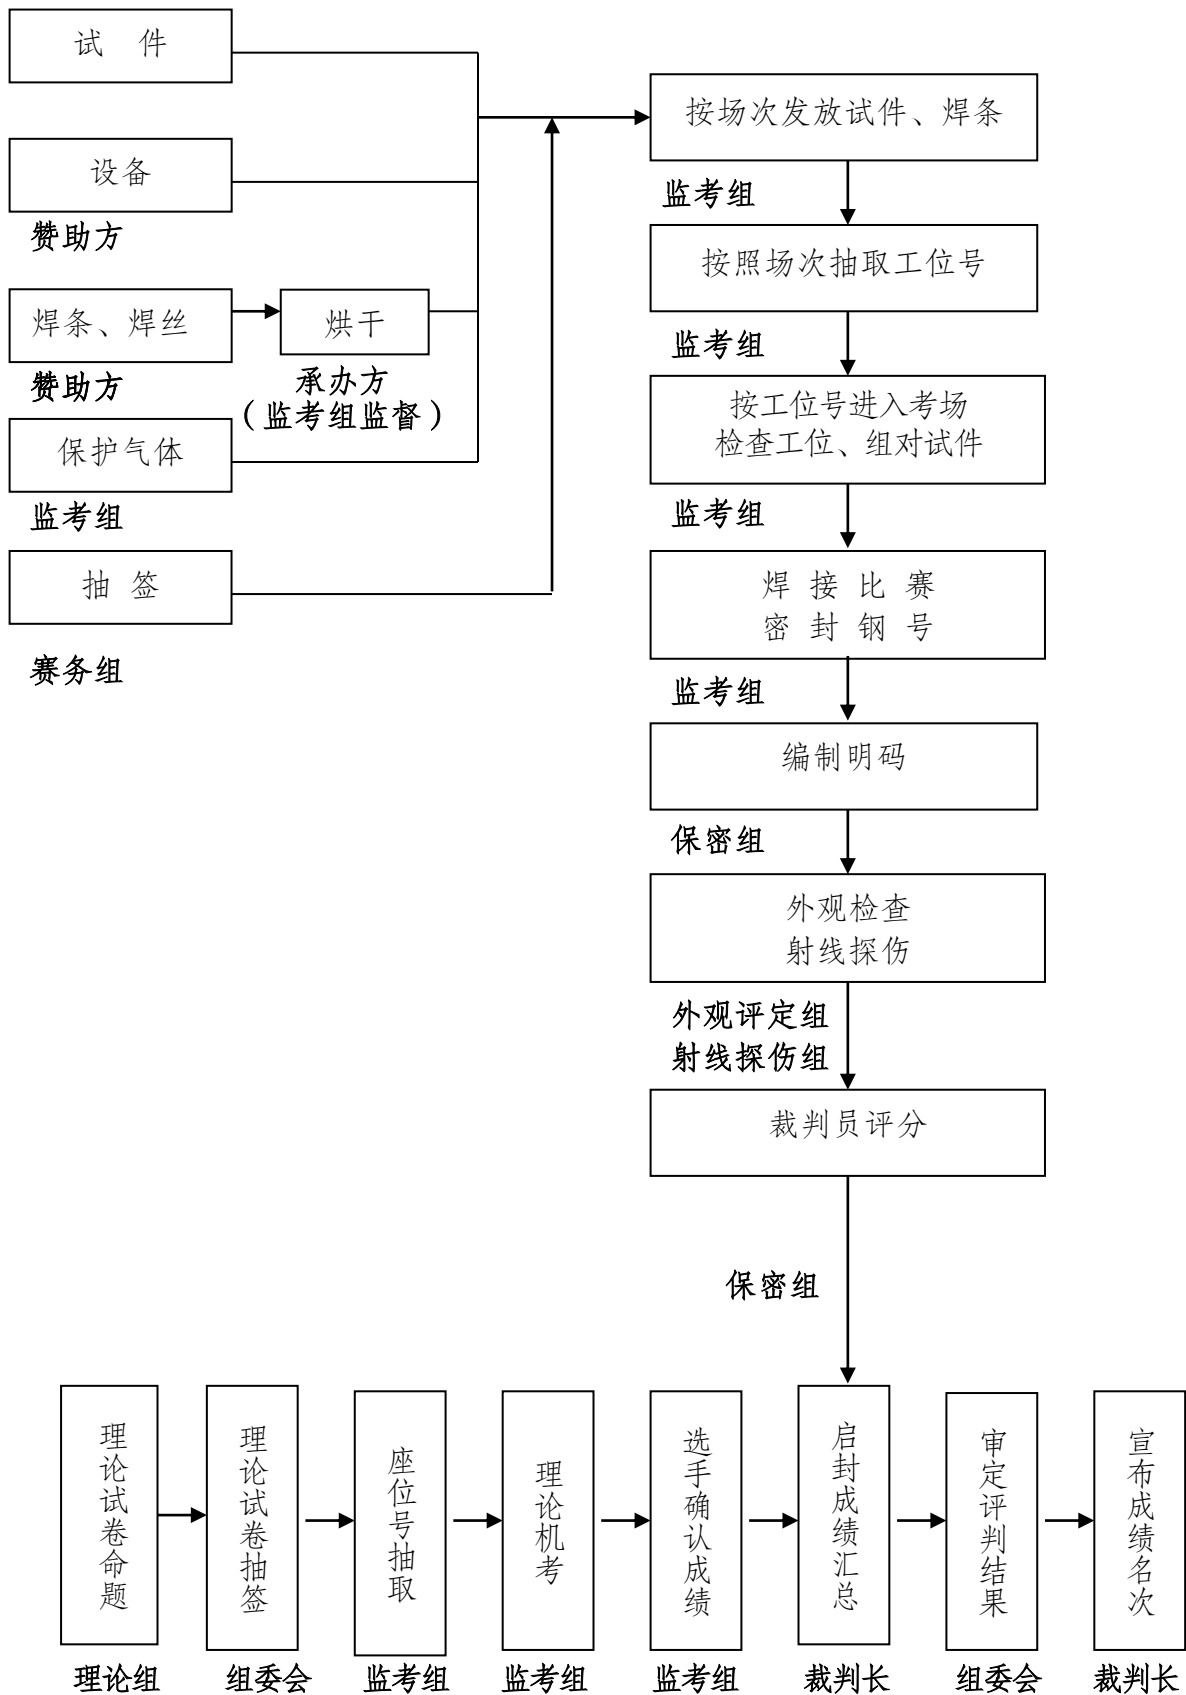 试 件
设备
赞助方
焊条、焊丝
赞助方
烘干
承办方
（监考组监督）
保护气体
监考组
抽 签
赛务组
按场次发放试件、焊条
监考组
按照场次抽取工位号
监考组
按工位号进入考场
检查工位、组对试件
监考组
焊 接 比 赛
密 封 钢 号
监考组
编制明码
保密组
外观检查
射线探伤
外观评定组
射线探伤组
裁判员评分
保密组
理论试卷命题
理论试卷抽签
座位号抽取
理论机考
选手确认成绩
启封成绩汇总
审定评判结果
宣布成绩名次
理论组
组委会
监考组
监考组
监考组
裁判长
组委会
裁判长